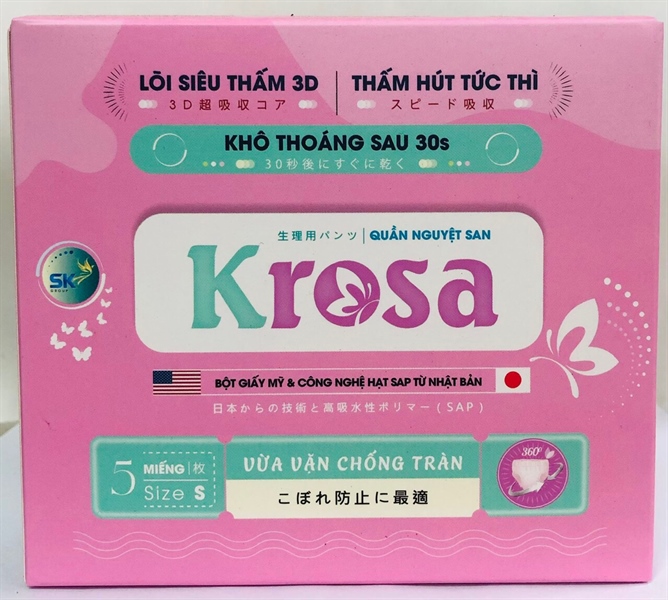 LÕI SIÊU THẤM 3D
3D超吸収コア
THẤM HÚT TỨC THÌ
スピード吸収
KHÔ THOÁNG SAU 30s
30秒後にすぐに乾く
生理用パンツ | QUẦN NGUYỆT SAN
Krosa
SK
GROUP
BỘT GIẤY MỸ & CÔNG NGHỆ HẠT SAP TỪ NHẬT BẢN
日本からの技術と高吸水性ポリマー(SAP)
5 MIẾNG | 枚
Size S
VỪA VẶN CHỐNG TRÀN
こぼれ防止に最適
360°